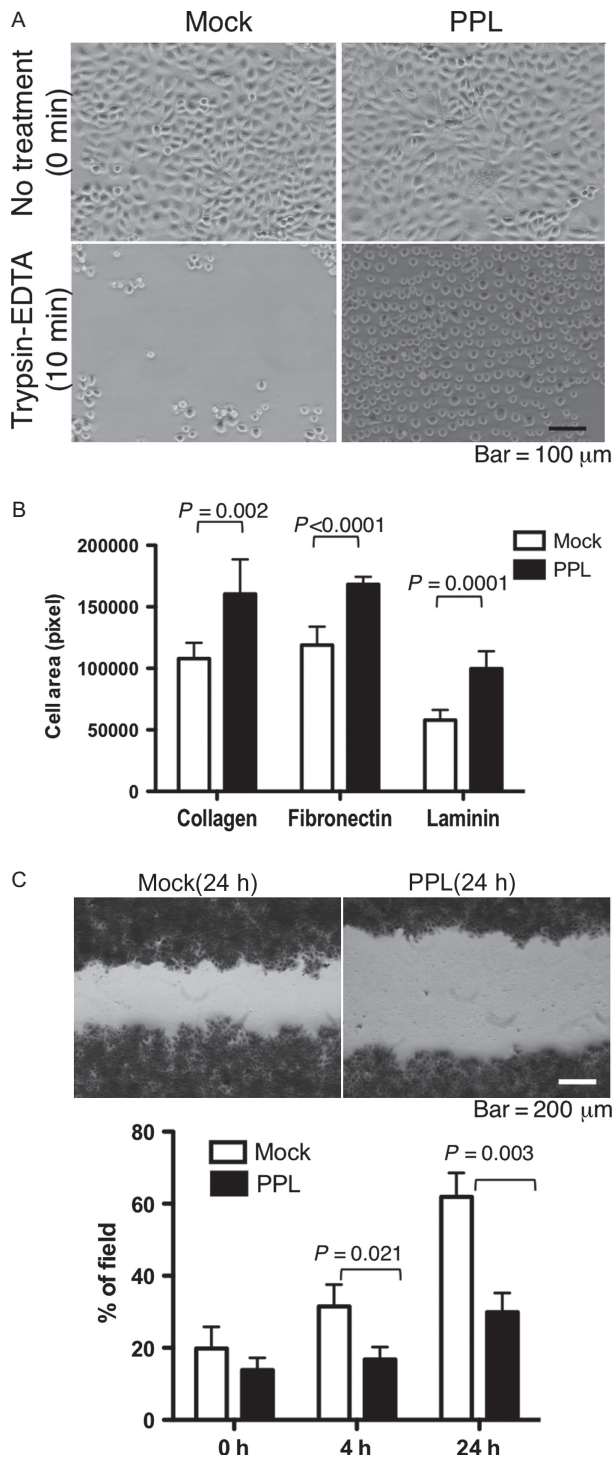 A
Mock
PPL
No treatment
(0 min)
Trypsin-EDTA
(10 min)
Bar = 100 μm
B
P = 0.002
P<0.0001
P = 0.0001
Mock
PPL
Cell area (pixel)
200000
150000
100000
50000
0
Collagen
Fibronectin
Laminin
C
Mock(24 h)
PPL(24 h)
Bar = 200 μm
% of field
80
60
40
20
0
Mock
PPL
P = 0.021
P = 0.003
0 h
4 h
24 h